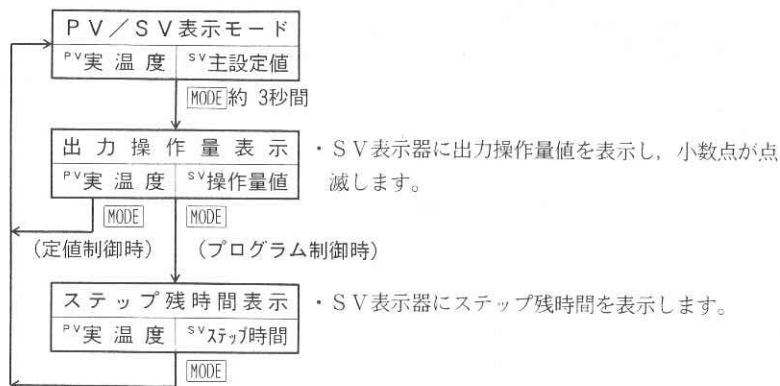 PV／SV表示モード
PV実温度 SV主設定値
MODE約 3秒間
出力操作量表示
・SV表示器に出力操作量値を表示し，小数点が点
PV実温度 SV操作量値
滅します。
MODE MODE
(定値制御時) (プログラム制御時)
ステップ残時間表示
・SV表示器にステップ残時間を表示します。
PV実温度 SVステップ時間
MODE